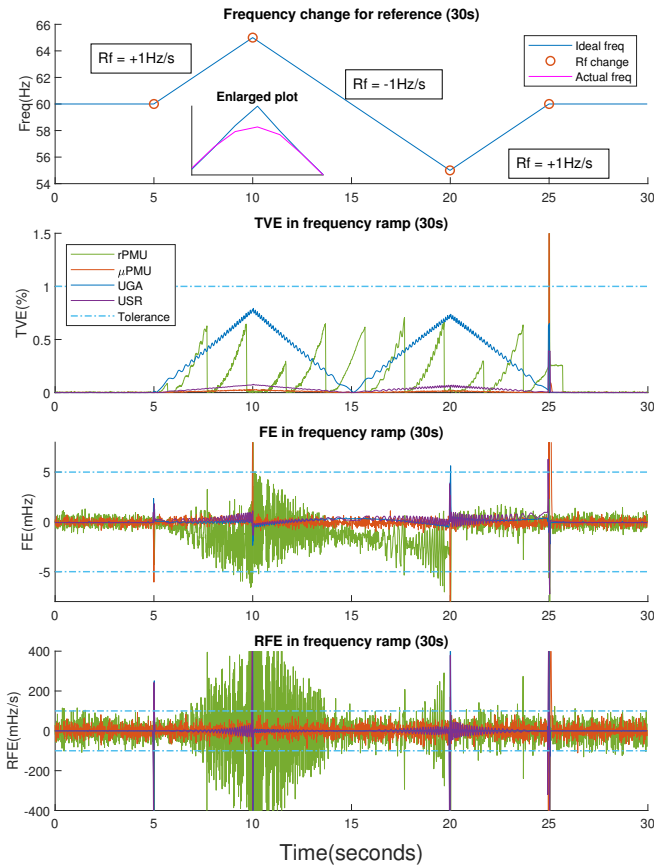 Frequency change for reference (30s)
66
64
62
60
58
56
54
Freq(Hz)
Rf = +1Hz/s
Rf = -1Hz/s
Rf = +1Hz/s
Enlarged plot
Ideal freq
Rf change
Actual freq
0 5 10 15 20 25 30
TVE in frequency ramp (30s)
1.5
1
0.5
0
TVE(%)
rPMU
μPMU
UGA
USR
Tolerance
0 5 10 15 20 25 30
FE in frequency ramp (30s)
5
0
-5
FE(mHz)
0 5 10 15 20 25 30
RFE in frequency ramp (30s)
400
200
0
-200
-400
RFE(mHz/s)
0 5 10 15 20 25 30
Time(seconds)